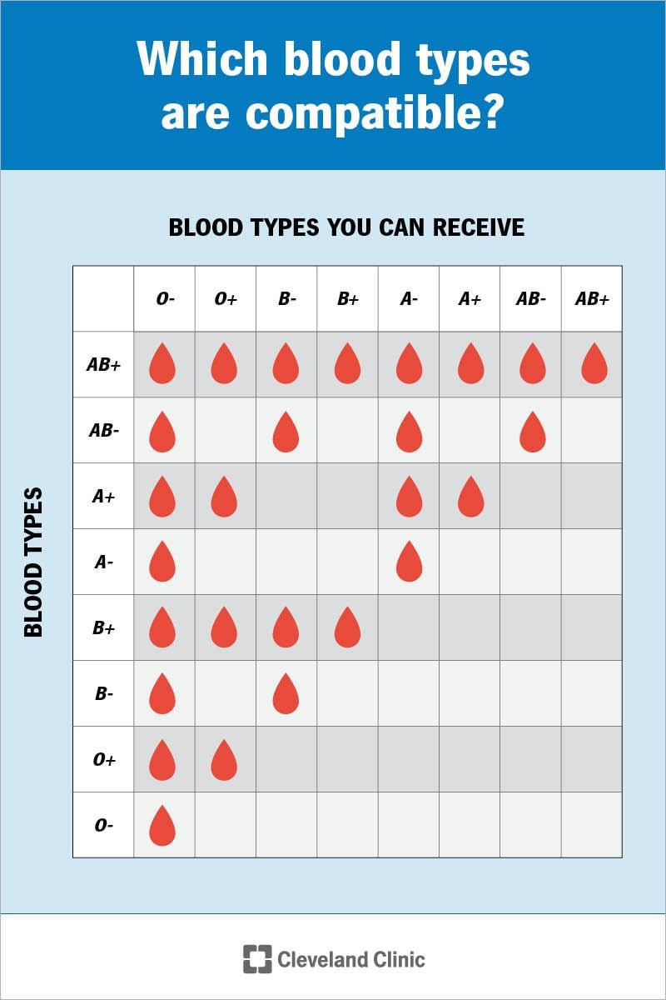 Which blood types
are compatible?
BLOOD TYPES YOU CAN RECEIVE
O- O+ B- B+ A- A+ AB- AB+
AB+
AB-
A+
A-
B+
B-
O+
O-
BLOOD TYPES
Cleveland Clinic